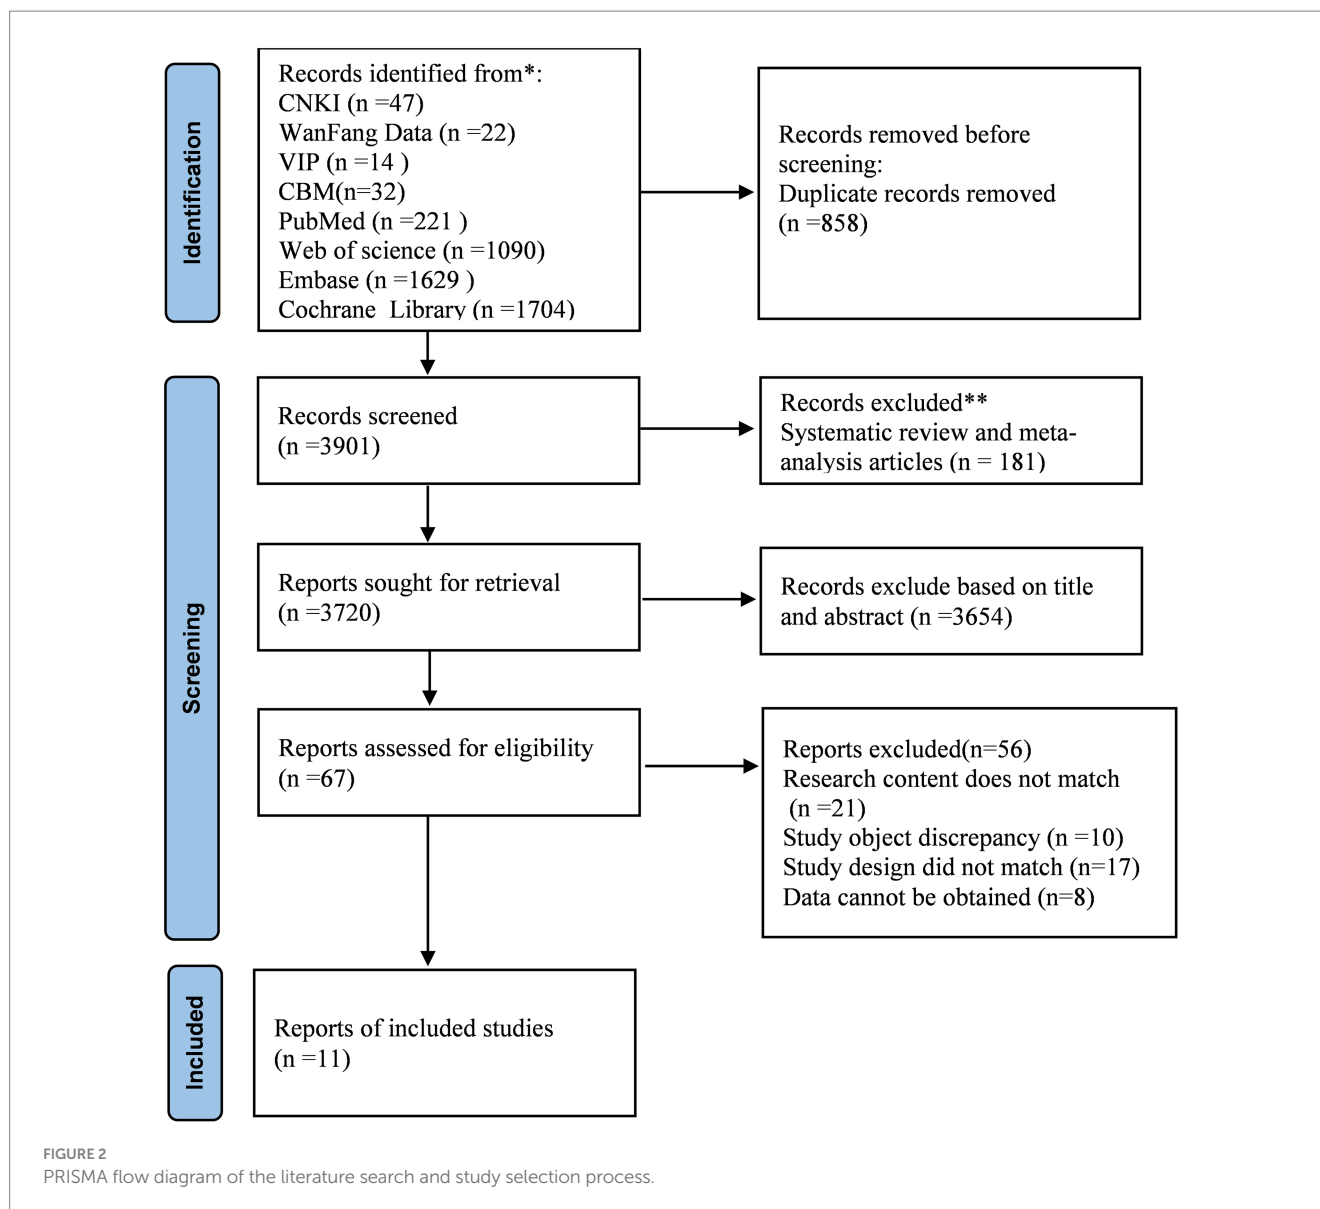 Identification
Records identified from*:
CNKI (n =47)
WanFang Data (n =22)
VIP (n =14 )
CBM(n=32)
PubMed (n =221 )
Web of science (n =1090)
Embase (n =1629 )
Cochrane Library (n =1704)
Records removed before
screening:
Duplicate records removed
(n =858)
Screening
Records screened
(n =3901)
Records excluded**
Systematic review and meta-
analysis articles (n = 181)
Reports sought for retrieval
(n =3720)
Records exclude based on title
and abstract (n =3654)
Reports assessed for eligibility
(n =67)
Reports excluded(n=56)
Research content does not match
(n =21)
Study object discrepancy (n =10)
Study design did not match (n=17)
Data cannot be obtained (n=8)
Included
Reports of included studies
(n =11)
FIGURE 2
PRISMA flow diagram of the literature search and study selection process.